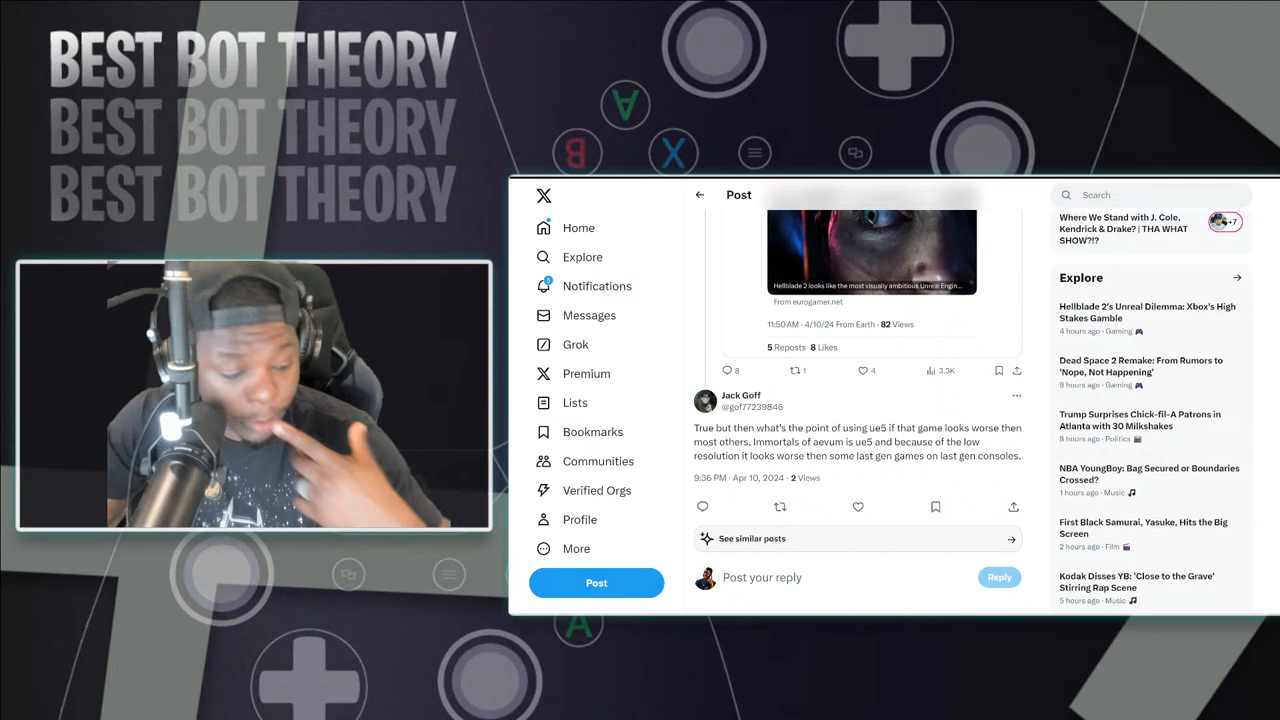 BEST BOT THEORY
BEST BOT THEORY
BEST BOT THEORY
A
B
X
A
Home
Explore
Notifications
Messages
Grok
Premium
Lists
Bookmarks
Communities
Verified Orgs
Profile
More
Post
Post
Hellblade 2 looks like the most visually ambitious Unreal Engin...
From eurogamer.net
11:50 AM · 4/10/24 From Earth · 82 Views
5 Reposts 8 Likes
8 1 4 3.3K
Jack Goff
@gof77239846
True but then what's the point of using ue5 if that game looks worse then
most others. Immortals of aevum is ue5 and because of the low
resolution it looks worse then some last gen games on last gen consoles.
9:36 PM · Apr 10, 2024 · 2 Views
See similar posts
Post your reply
Reply
Search
Where We Stand with J. Cole,
Kendrick & Drake? | THA WHAT
SHOW?!?
+7
Explore
Hellblade 2's Unreal Dilemma: Xbox's High
Stakes Gamble
4 hours ago · Gaming
Dead Space 2 Remake: From Rumors to
'Nope, Not Happening'
9 hours ago · Gaming
Trump Surprises Chick-fil-A Patrons in
Atlanta with 30 Milkshakes
8 hours ago · Politics
NBA YoungBoy: Bag Secured or Boundaries
Crossed?
1 hours ago · Music
First Black Samurai, Yasuke, Hits the Big
Screen
2 hours ago · Film
Kodak Disses YB: 'Close to the Grave'
Stirring Rap Scene
5 hours ago · Music